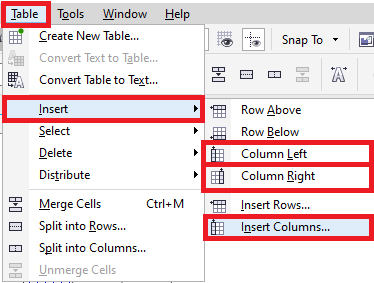 Table Tools Window Help
Create New Table...
Snap To
Convert Text to Table...
Convert Table to Text...
Insert
Select
Delete
Distribute
Merge Cells Ctrl+M
Split into Rows...
Split into Columns...
Unmerge Cells
Row Above
Row Below
Column Left
Column Right
Insert Rows...
Insert Columns...